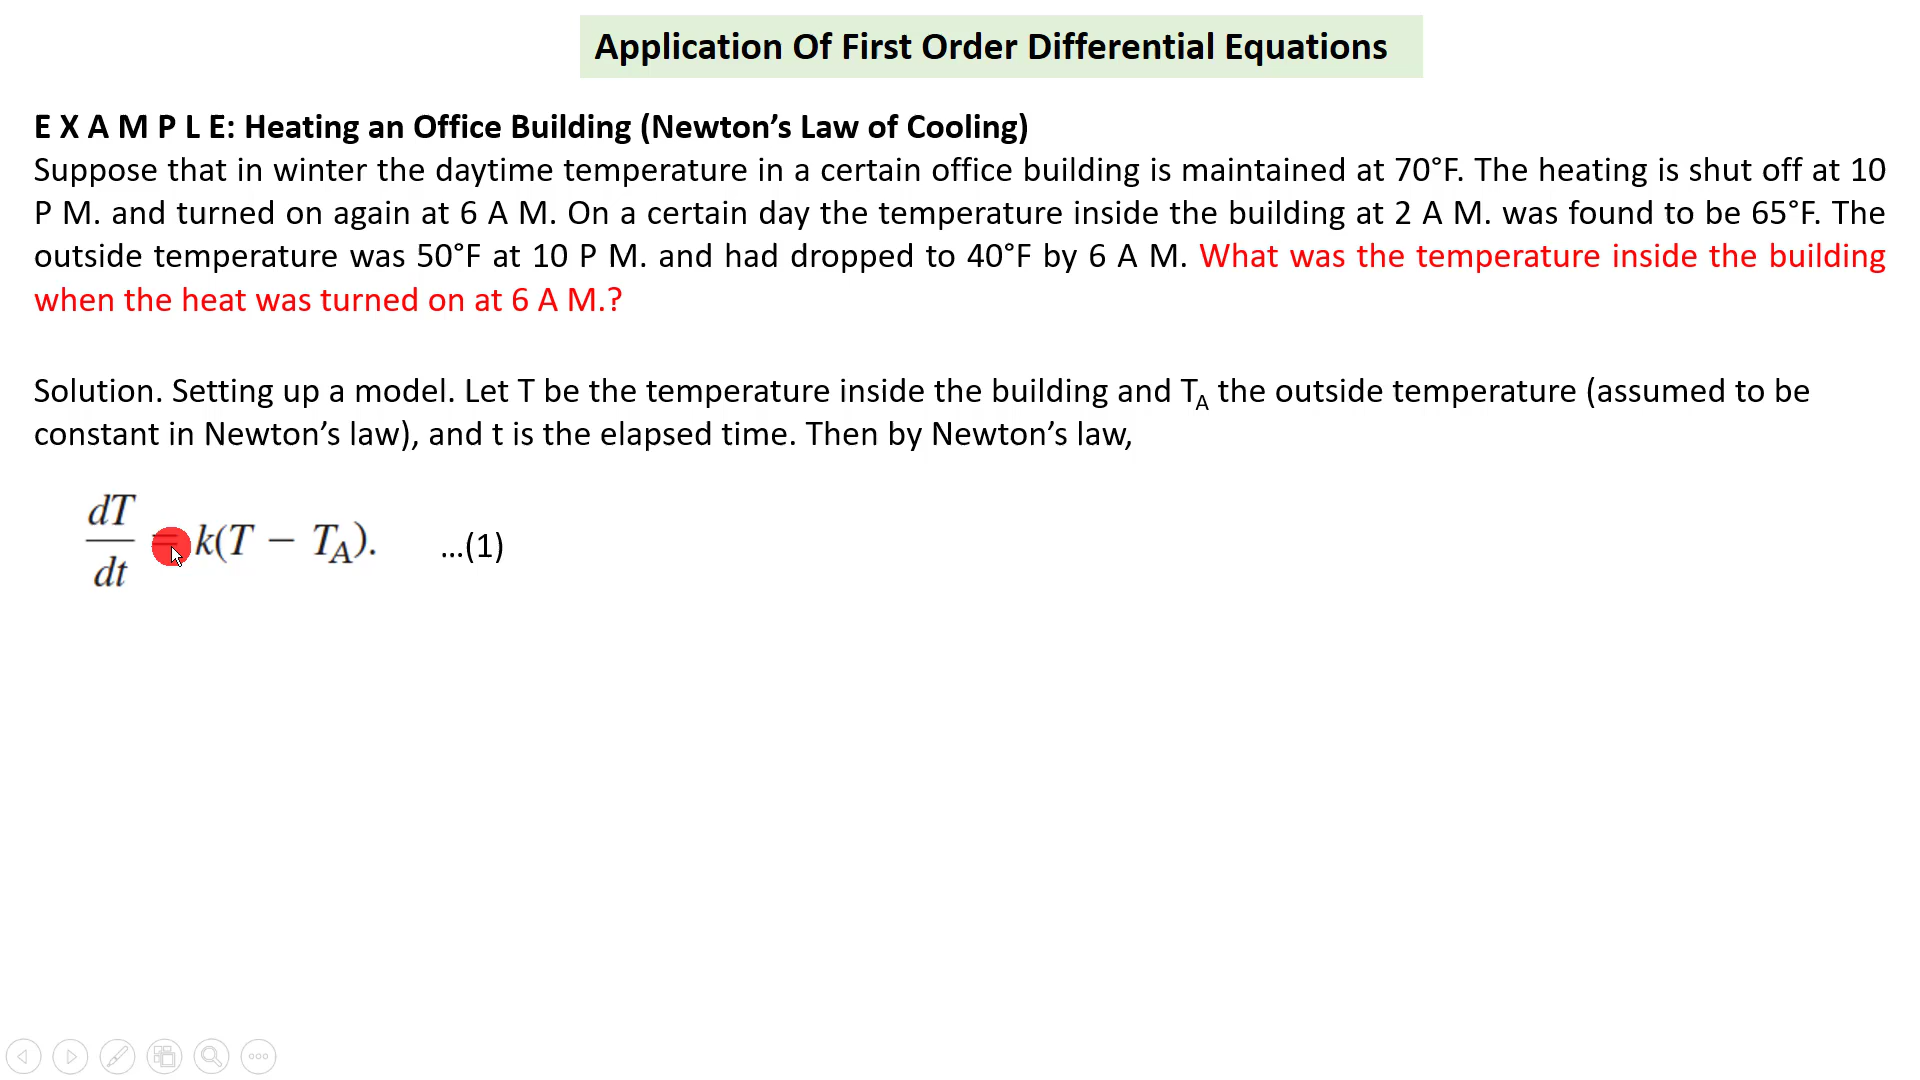 Application Of First Order Differential Equations
E X A M P L E: Heating an Office Building (Newton’s Law of Cooling)
Suppose that in winter the daytime temperature in a certain office building is maintained at 70°F. The heating is shut off at 10
P M. and turned on again at 6 A M. On a certain day the temperature inside the building at 2 A M. was found to be 65°F. The
outside temperature was 50°F at 10 P M. and had dropped to 40°F by 6 A M. What was the temperature inside the building
when the heat was turned on at 6 A M.?
Solution. Setting up a model. Let T be the temperature inside the building and T_A the outside temperature (assumed to be
constant in Newton’s law), and t is the elapsed time. Then by Newton’s law,
dT/dt = k(T − T_A). ...(1)